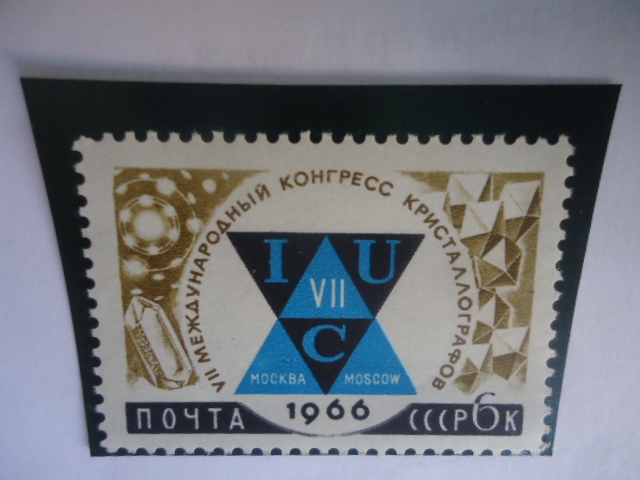 VII МЕЖДУНАРОДНЫЙ КОНГРЕСС КРИСТАЛЛОГРАФОВ
I U
VII
C
МОСКВА MOSCOW
1966
ПОЧТА СССР 6 К